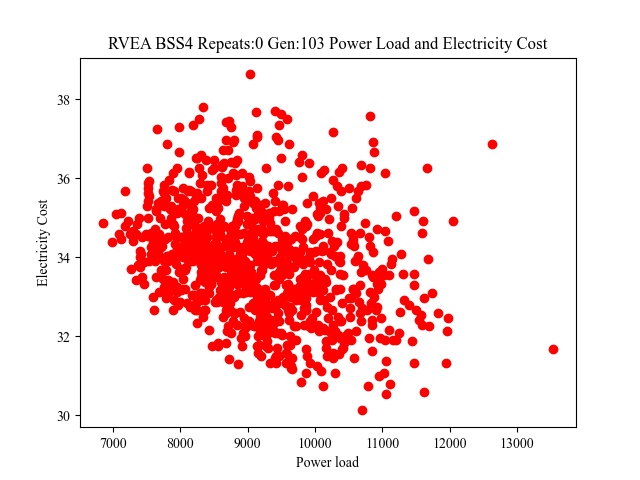 RVEA BSS4 Repeats:0 Gen:103 Power Load and Electricity Cost
38
36
34
32
30
Electricity Cost
7000 8000 9000 10000 11000 12000 13000
Power load